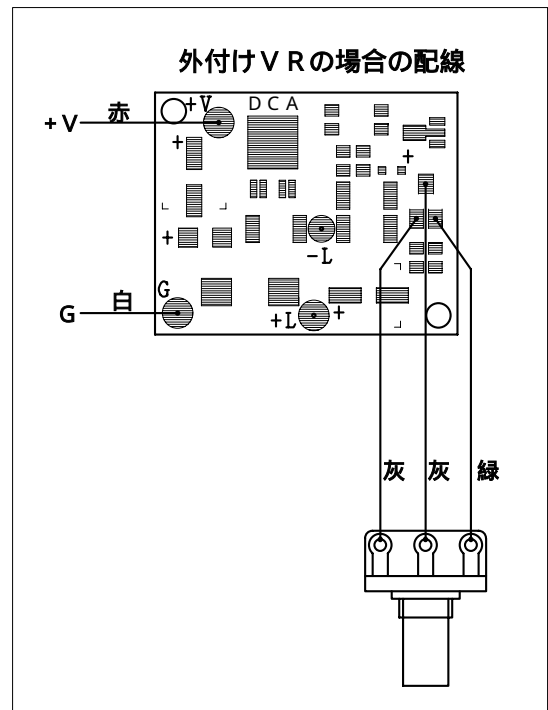 外付けＶＲの場合の配線
+V DCA
赤
+V
+
+
+
-L
G
白
G
+L +
灰 灰 緑